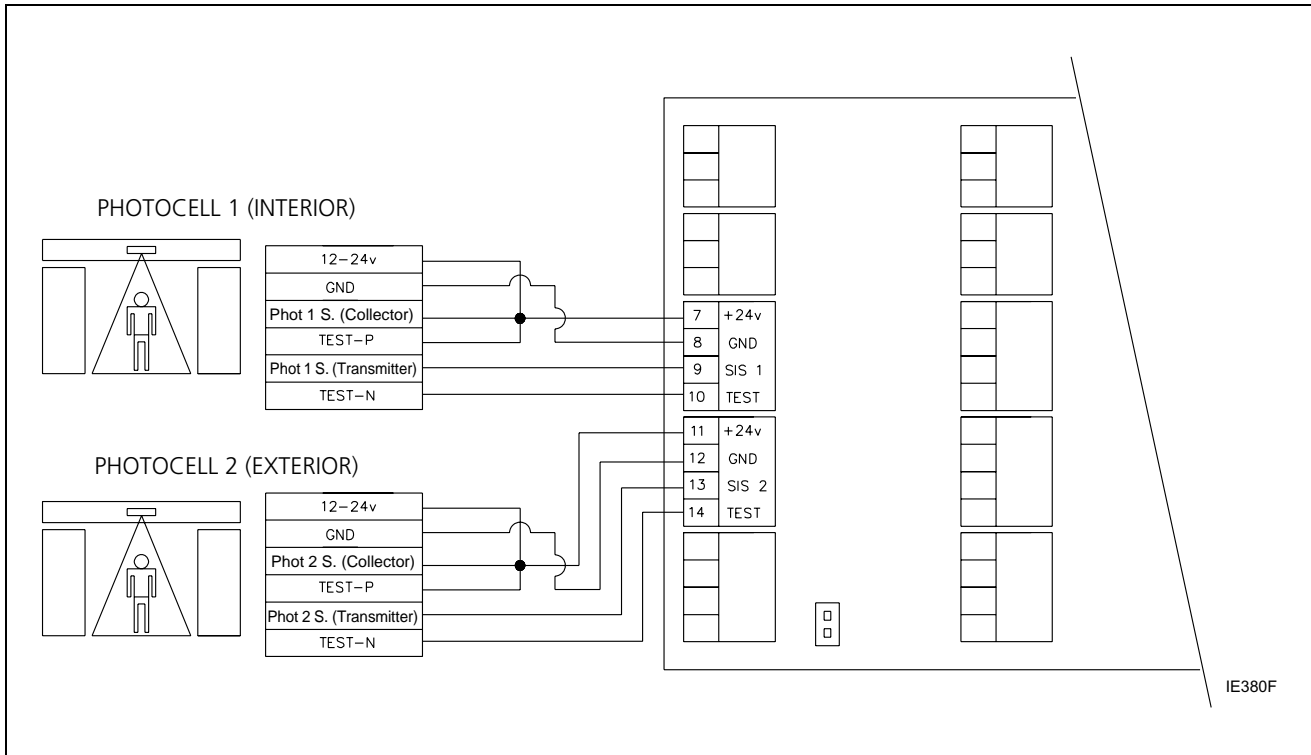 PHOTOCELL 1 (INTERIOR)
12-24v
GND
Phot 1 S. (Collector)
TEST-P
Phot 1 S. (Transmitter)
TEST-N
7 +24v
8 GND
9 SIS 1
10 TEST
11 +24v
12 GND
13 SIS 2
14 TEST
PHOTOCELL 2 (EXTERIOR)
12-24v
GND
Phot 2 S. (Collector)
TEST-P
Phot 2 S. (Transmitter)
TEST-N
IE380F